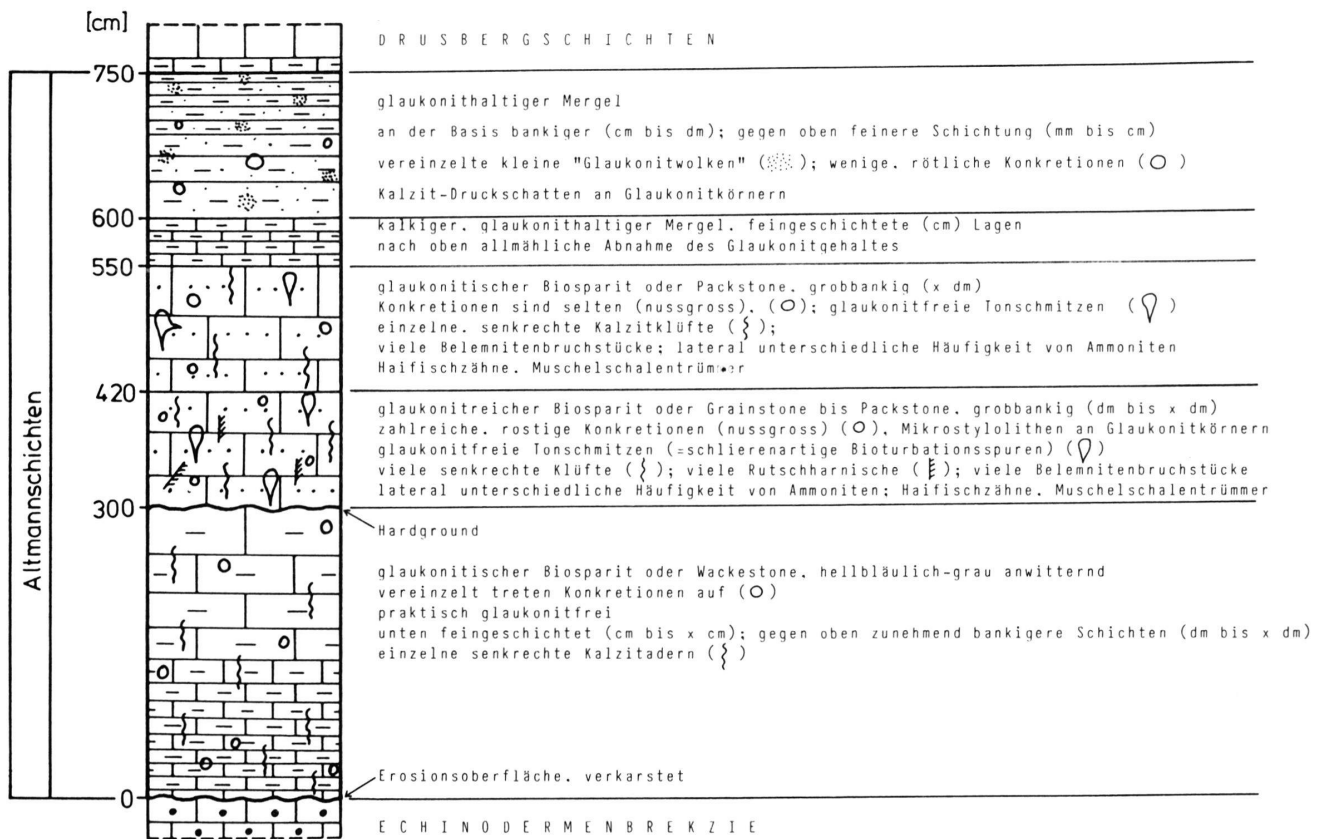 [cm]
DRUSBERGSCHICHTEN
750
glaukonithaltiger Mergel
an der Basis bankiger (cm bis dm); gegen oben feinere Schichtung (mm bis cm)
vereinzelte kleine "Glaukonitwolken" ( ); wenige, rötliche Konkretionen ( )
Kalzit-Druckschatten an Glaukonitkörnern
600
kalkiger, glaukonithaltiger Mergel, feingeschichtete (cm) Lagen
nach oben allmähliche Abnahme des Glaukonitgehaltes
550
glaukonitischer Biosparit oder Packstone, grobbankig (x dm)
Konkretionen sind selten (nussgross), ( ); glaukonitfreie Tonschmitzen ( )
einzelne, senkrechte Kalzitklüfte ( );
viele Belemnitenbruchstücke; lateral unterschiedliche Häufigkeit von Ammoniten
Haifischzähne, Muschelschalentrümmer
420
glaukonitreicher Biosparit oder Grainstone bis Packstone, grobbankig (dm bis x dm)
zahlreiche, rostige Konkretionen (nussgross) ( ), Mikrostylolithen an Glaukonitkörnern
glaukonitfreie Tonschmitzen (=schlierenartige Bioturbationsspuren) ( )
viele senkrechte Klüfte ( ); viele Rutschharnische ( ); viele Belemnitenbruchstücke
lateral unterschiedliche Häufigkeit von Ammoniten; Haifischzähne, Muschelschalentrümmer
300
Hardground
glaukonitischer Biosparit oder Wackestone, hellbläulich-grau anwitternd
vereinzelt treten Konkretionen auf ( )
praktisch glaukonitfrei
unten feingeschichtet (cm bis x cm); gegen oben zunehmend bankigere Schichten (dm bis x dm)
einzelne senkrechte Kalzitadern ( )
Erosionsoberfläche, verkarstet
0
ECHINODERMENBREKZIE
Altmannschichten